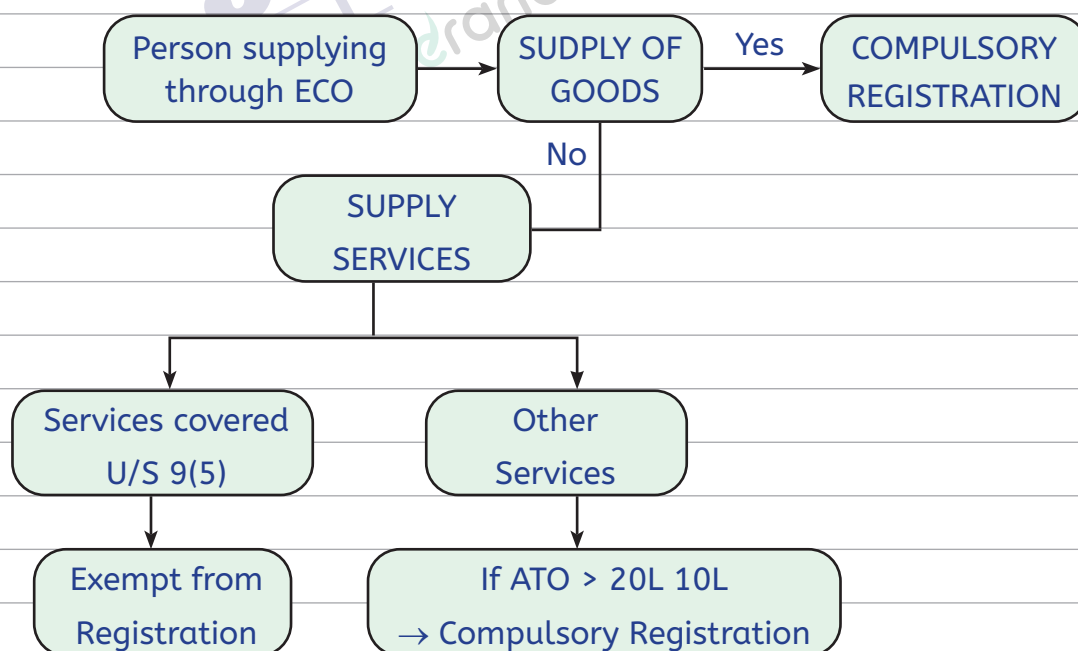 Person supplying
through ECO
SUDPLY OF
GOODS
Yes
COMPULSORY
REGISTRATION
No
SUPPLY
SERVICES
Services covered
U/S 9(5)
Other
Services
Exempt from
Registration
If ATO > 20L 10L
→ Compulsory Registration